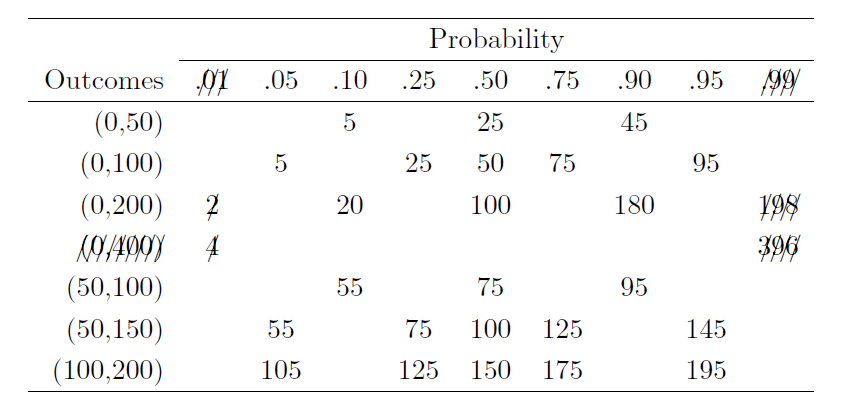 Probability
Outcomes .01 .05 .10 .25 .50 .75 .90 .95 .99
(0,50) 5 25 45
(0,100) 5 25 50 75 95
(0,200) 2 20 100 180 198
(0,400) 4 396
(50,100) 55 75 95
(50,150) 55 75 100 125 145
(100,200) 105 125 150 175 195